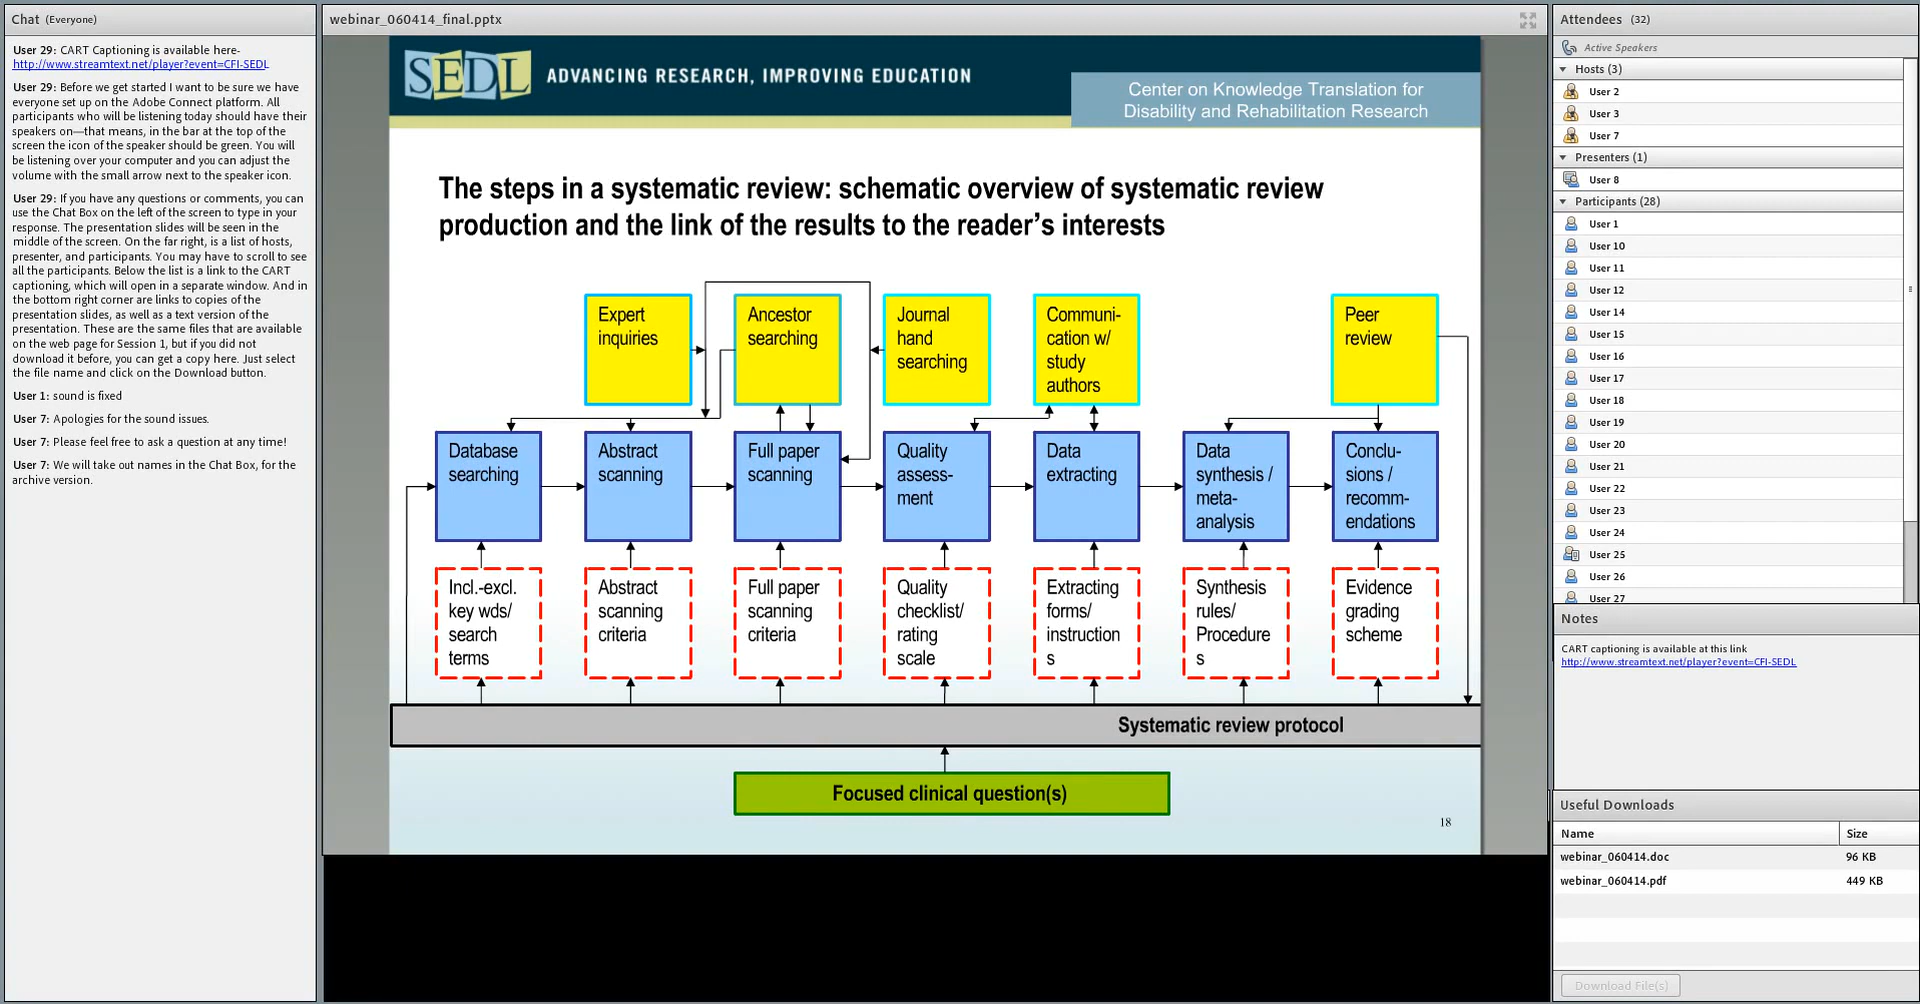 Chat (Everyone)
User 29: CART Captioning is available here-
http://www.streamtext.net/player?event=CFI-SEDL
User 29: Before we get started I want to be sure we have
everyone set up on the Adobe Connect platform. All
participants who will be listening today should have their
speakers on—that means, in the bar at the top of the
screen the icon of the speaker should be green. You will
be listening over your computer and you can adjust the
volume with the small arrow next to the speaker icon.
User 29: If you have any questions or comments, you can
use the Chat Box on the left of the screen to type in your
response. The presentation slides will be seen in the
middle of the screen. On the far right, is a list of hosts,
presenter, and participants. You may have to scroll to see
all the participants. Below the list is a link to the CART
captioning, which will open in a separate window. And in
the bottom right corner are links to copies of the
presentation slides, as well as a text version of the
presentation. These are the same files that are available
on the web page for Session 1, but if you did not
download it before, you can get a copy here. Just select
the file name and click on the Download button.
User 1: sound is fixed
User 7: Apologies for the sound issues.
User 7: Please feel free to ask a question at any time!
User 7: We will take out names in the Chat Box, for the
archive version.
webinar_060414_final.pptx
SEDL ADVANCING RESEARCH, IMPROVING EDUCATION
Center on Knowledge Translation for
Disability and Rehabilitation Research
The steps in a systematic review: schematic overview of systematic review
production and the link of the results to the reader's interests
Expert
inquiries
Ancestor
searching
Journal
hand
searching
Communi-
cation w/
study
authors
Peer
review
Database
searching
Abstract
scanning
Full paper
scanning
Quality
assess-
ment
Data
extracting
Data
synthesis /
meta-
analysis
Conclu-
sions /
recomm-
endations
Incl.-excl.
key wds/
search
terms
Abstract
scanning
criteria
Full paper
scanning
criteria
Quality
checklist/
rating
scale
Extracting
forms/
instruction
s
Synthesis
rules/
Procedure
s
Evidence
grading
scheme
Systematic review protocol
Focused clinical question(s)
18
Attendees (32)
Active Speakers
Hosts (3)
User 2
User 3
User 7
Presenters (1)
User 8
Participants (28)
User 1
User 10
User 11
User 12
User 14
User 15
User 16
User 17
User 18
User 19
User 20
User 21
User 22
User 23
User 24
User 25
User 26
User 27
Notes
CART captioning is available at this link
http://www.streamtext.net/player?event=CFI-SEDL
Useful Downloads
Name Size
webinar_060414.doc 96 KB
webinar_060414.pdf 449 KB
Download File(s)